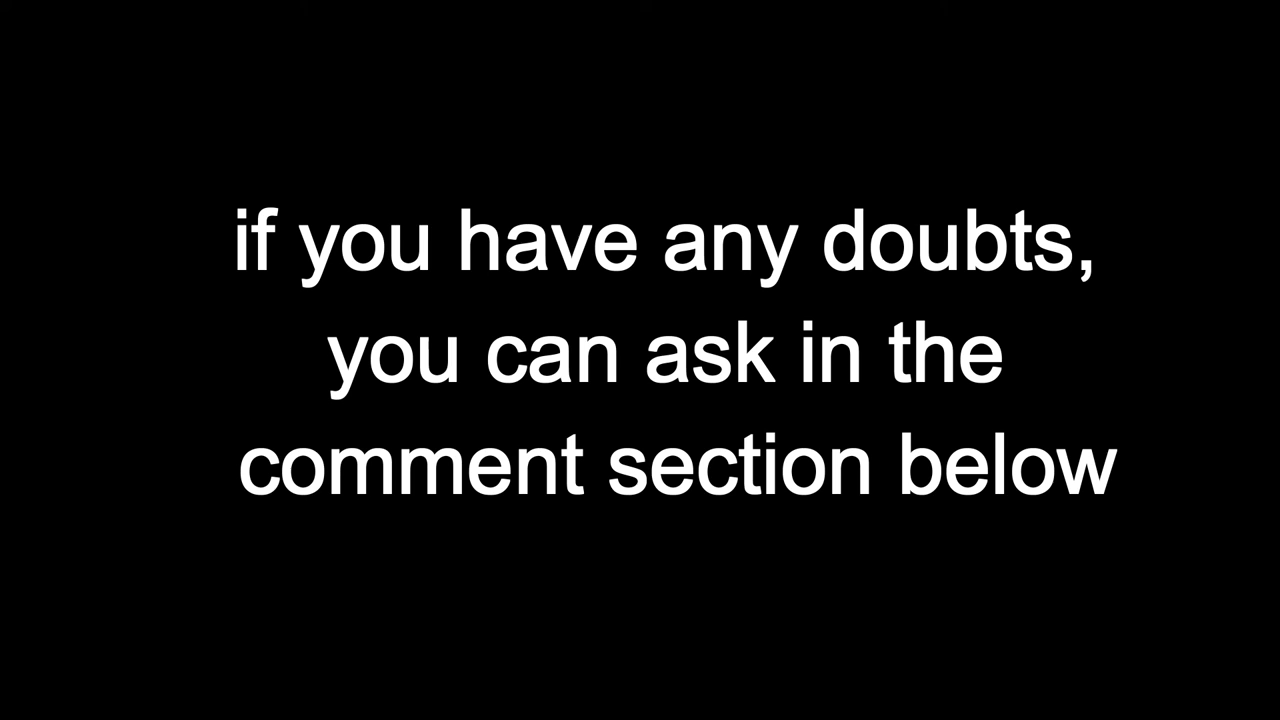 if you have any doubts,
you can ask in the
comment section below